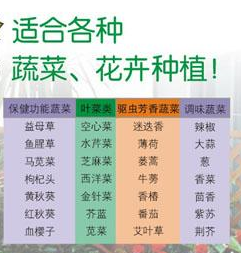 适合各种
蔬菜、花卉种植!
保健功能蔬菜 叶菜类 驱虫芳香蔬菜 调味蔬菜
益母草 空心菜 迷迭香 辣椒
鱼腥草 水芹菜 薄荷 大蒜
马苋菜 芝麻菜 蒌蒿 葱
枸杞头 西洋菜 牛蒡 香菜
黄秋葵 金针菜 香椿 茴香
红秋葵 芥蓝 番茄 紫苏
血樱子 苋菜 艾叶草 荆芥